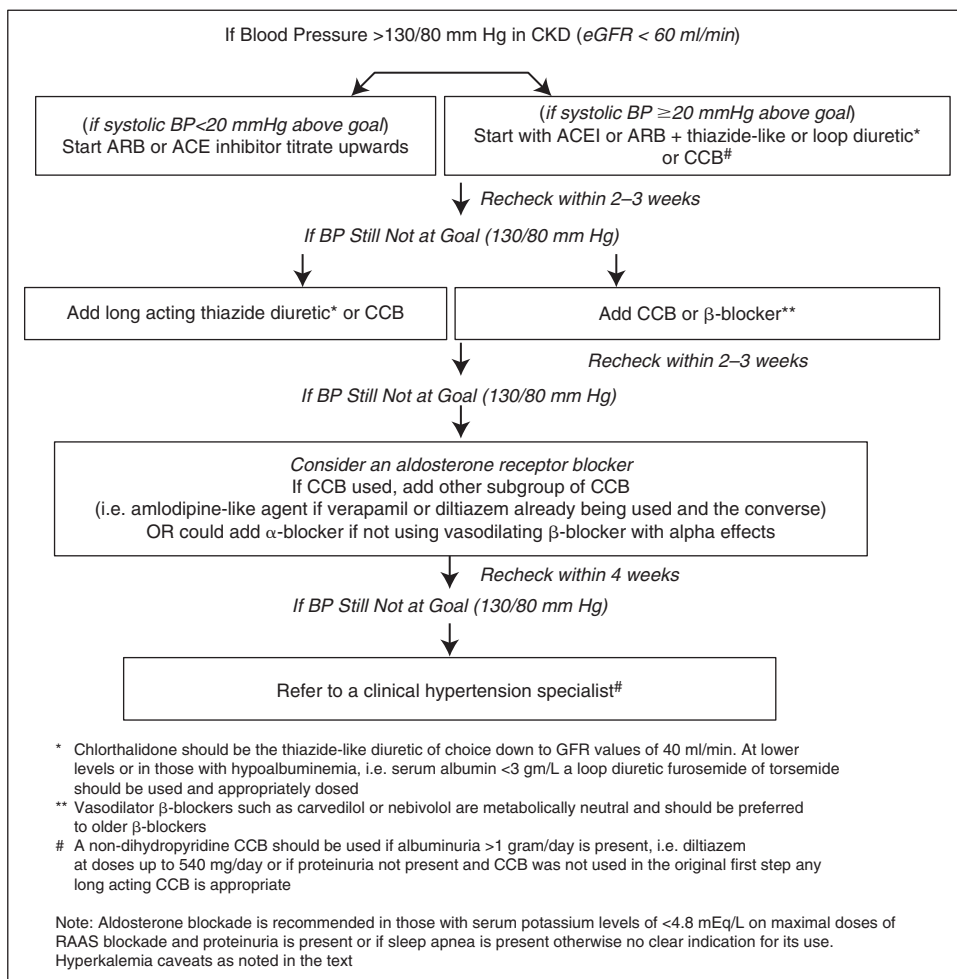 If Blood Pressure >130/80 mm Hg in CKD (eGFR < 60 ml/min)
(if systolic BP<20 mmHg above goal)
Start ARB or ACE inhibitor titrate upwards
(if systolic BP ≥20 mmHg above goal)
Start with ACEI or ARB + thiazide-like or loop diuretic*
or CCB#
Recheck within 2–3 weeks
If BP Still Not at Goal (130/80 mm Hg)
Add long acting thiazide diuretic* or CCB
Add CCB or β-blocker**
Recheck within 2–3 weeks
If BP Still Not at Goal (130/80 mm Hg)
Consider an aldosterone receptor blocker
If CCB used, add other subgroup of CCB
(i.e. amlodipine-like agent if verapamil or diltiazem already being used and the converse)
OR could add α-blocker if not using vasodilating β-blocker with alpha effects
Recheck within 4 weeks
If BP Still Not at Goal (130/80 mm Hg)
Refer to a clinical hypertension specialist#
* Chlorthalidone should be the thiazide-like diuretic of choice down to GFR values of 40 ml/min. At lower
levels or in those with hypoalbuminemia, i.e. serum albumin <3 gm/L a loop diuretic furosemide of torsemide
should be used and appropriately dosed
** Vasodilator β-blockers such as carvedilol or nebivolol are metabolically neutral and should be preferred
to older β-blockers
# A non-dihydropyridine CCB should be used if albuminuria >1 gram/day is present, i.e. diltiazem
at doses up to 540 mg/day or if proteinuria not present and CCB was not used in the original first step any
long acting CCB is appropriate
Note: Aldosterone blockade is recommended in those with serum potassium levels of <4.8 mEq/L on maximal doses of
RAAS blockade and proteinuria is present or if sleep apnea is present otherwise no clear indication for its use.
Hyperkalemia caveats as noted in the text